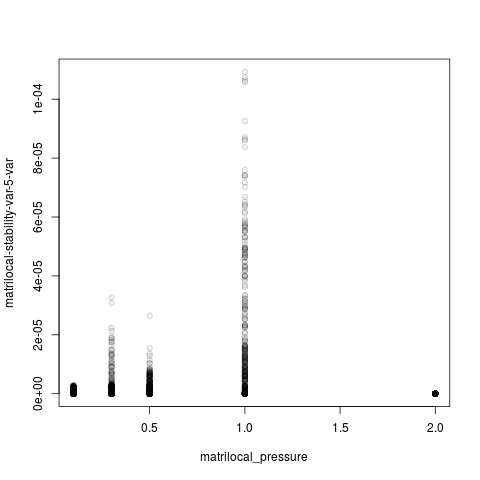 matrilocal-stability-var-5-var
1e-04
8e-05
6e-05
4e-05
2e-05
0e+00
0.5
1.0
1.5
2.0
matrilocal_pressure